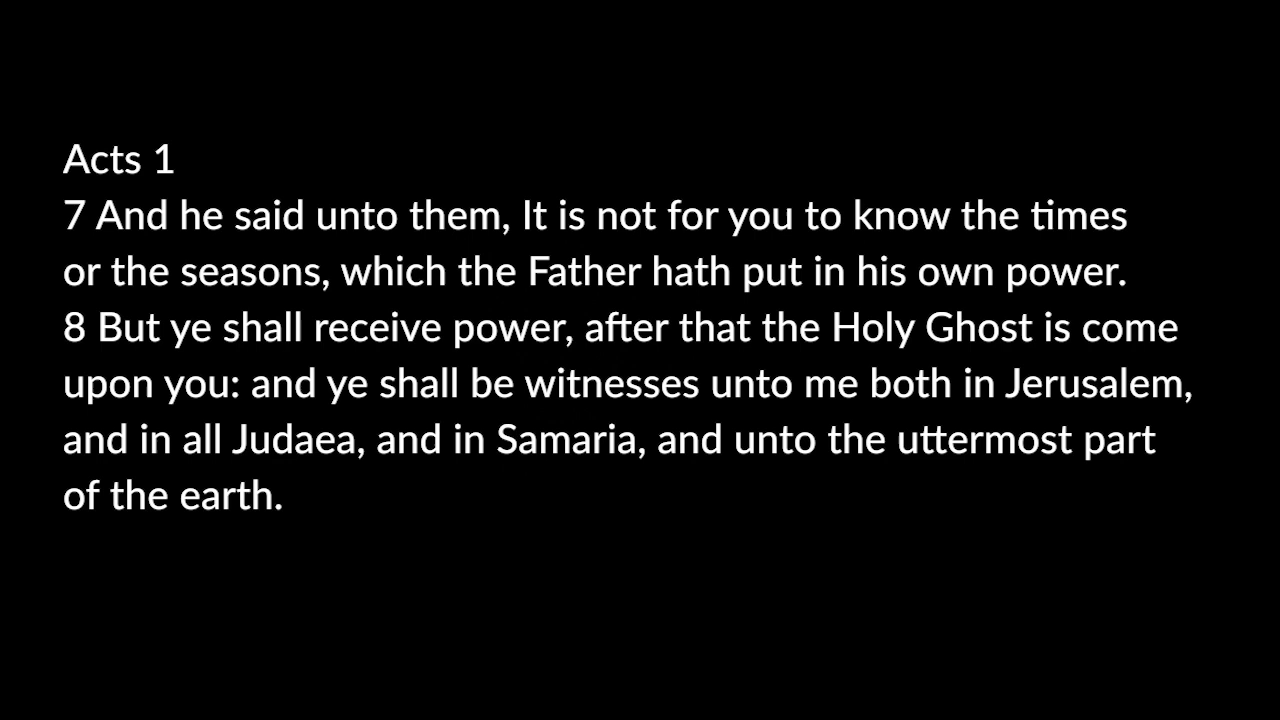 Acts 1
7 And he said unto them, It is not for you to know the times
or the seasons, which the Father hath put in his own power.
8 But ye shall receive power, after that the Holy Ghost is come
upon you: and ye shall be witnesses unto me both in Jerusalem,
and in all Judaea, and in Samaria, and unto the uttermost part
of the earth.